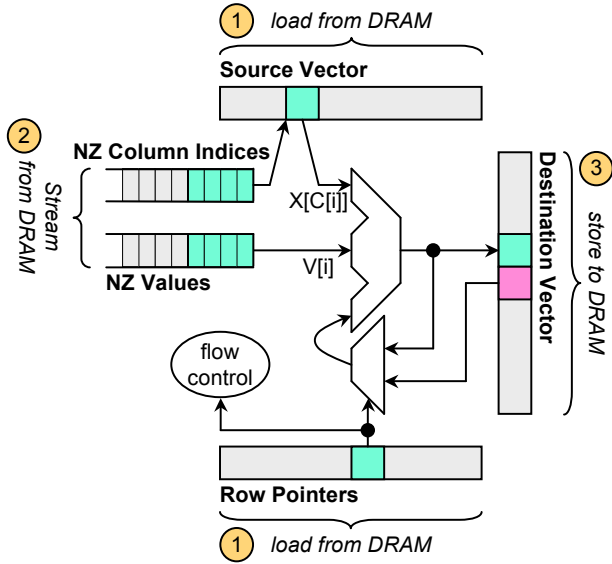 1 load from DRAM
Source Vector
2
NZ Column Indices
Stream
from DRAM
X[C[i]]
V[i]
NZ Values
Destination Vector
3
store to DRAM
flow
control
Row Pointers
1 load from DRAM